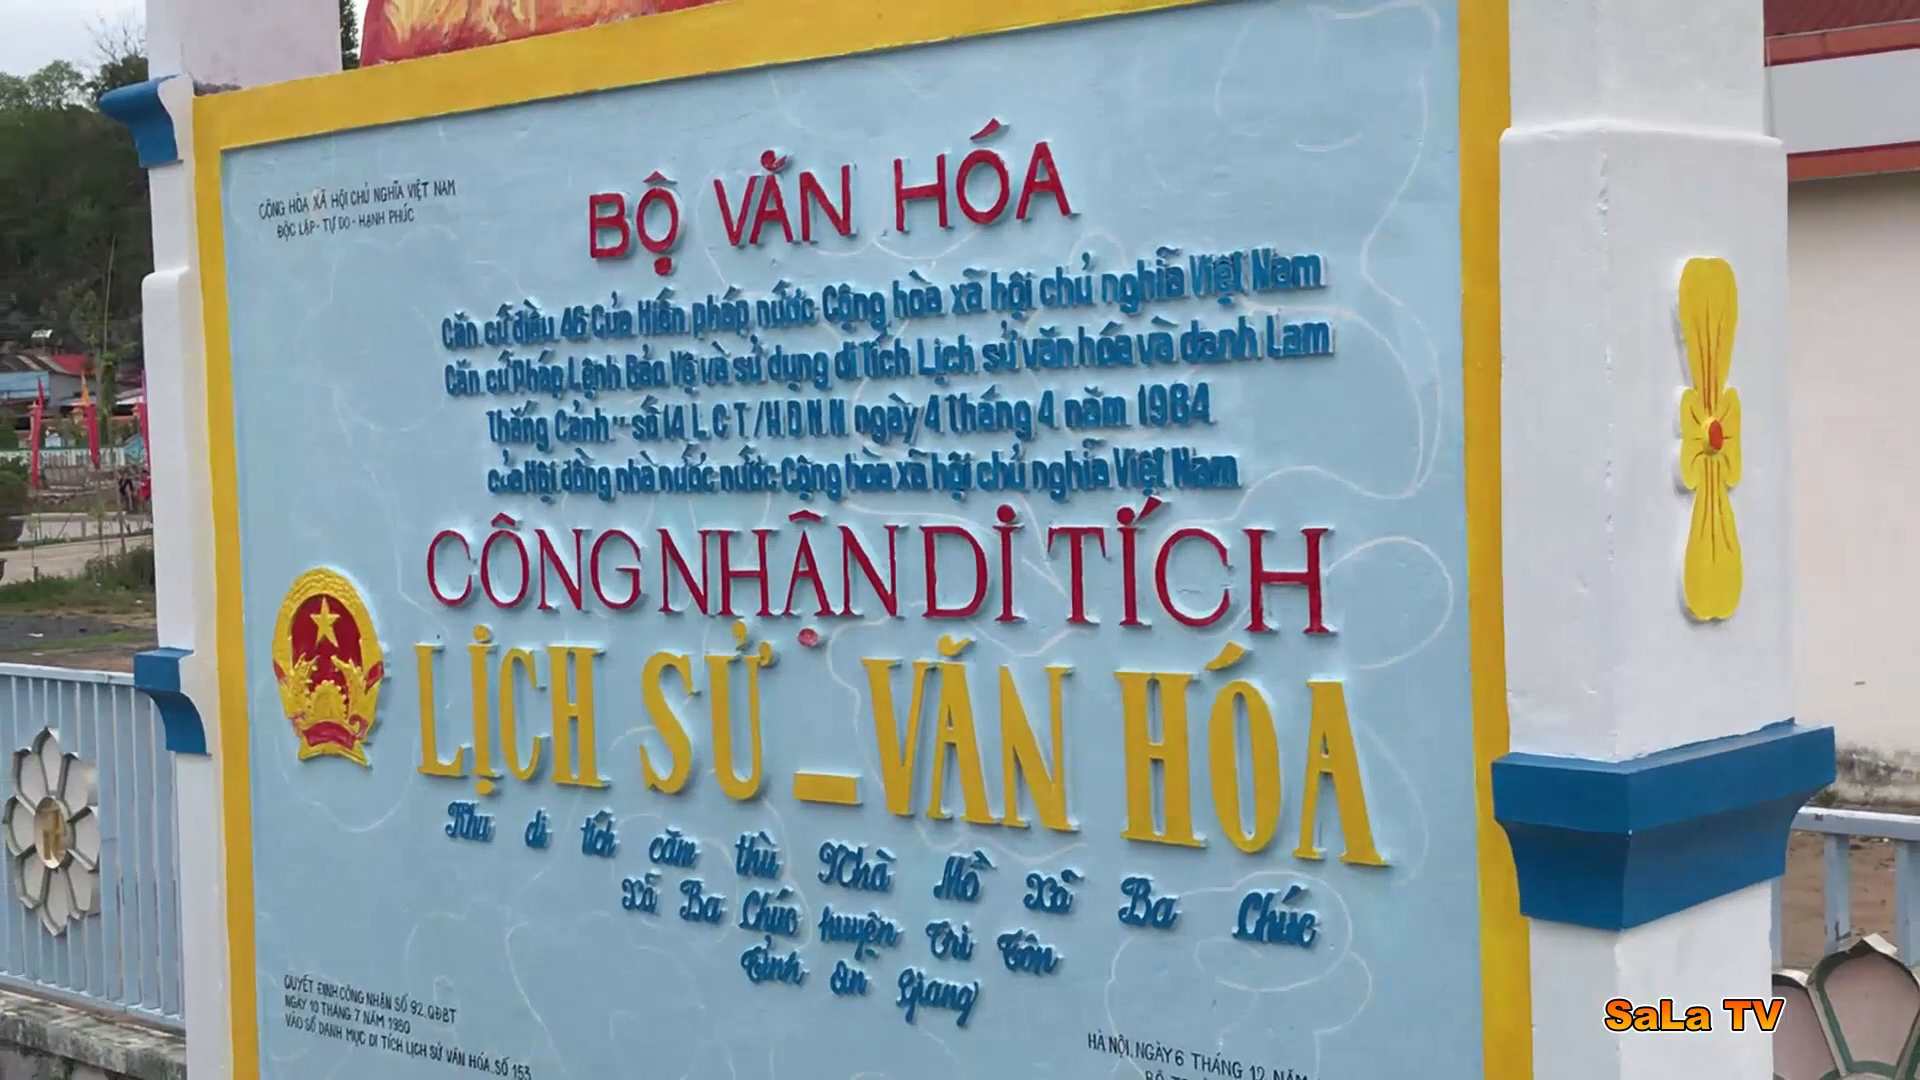 CỘNG HÒA XÃ HỘI CHỦ NGHĨA VIỆT NAM
ĐỘC LẬP - TỰ DO - HẠNH PHÚC
BỘ VĂN HÓA
Căn cứ điều 46 Của Hiến pháp nước Cộng hòa xã hội chủ nghĩa Việt Nam
Căn cứ Pháp Lệnh Bảo Vệ và sử dụng di tích Lịch sử văn hóa và danh Lam
Thắng Cảnh " số 14 L C T / H Đ N N ngày 4 tháng 4 năm 1984
của Hội đồng nhà nước nước Cộng hòa xã hội chủ nghĩa Việt Nam
CÔNG NHẬN DI TÍCH
LỊCH SỬ _ VĂN HÓA
Khu di tích căm thù Nhà Mồ Xã Ba Chúc
Xã Ba Chúc huyện Tri Tôn
Tỉnh An Giang
QUYẾT ĐỊNH CÔNG NHẬN SỐ 92.QĐBT
NGÀY 10 THÁNG 7 NĂM 1980
VÀO SỔ DANH MỤC DI TÍCH LỊCH SỬ VĂN HÓA. SỐ 153
HÀ NỘI, NGÀY 6 THÁNG 12 NĂM
SaLa TV